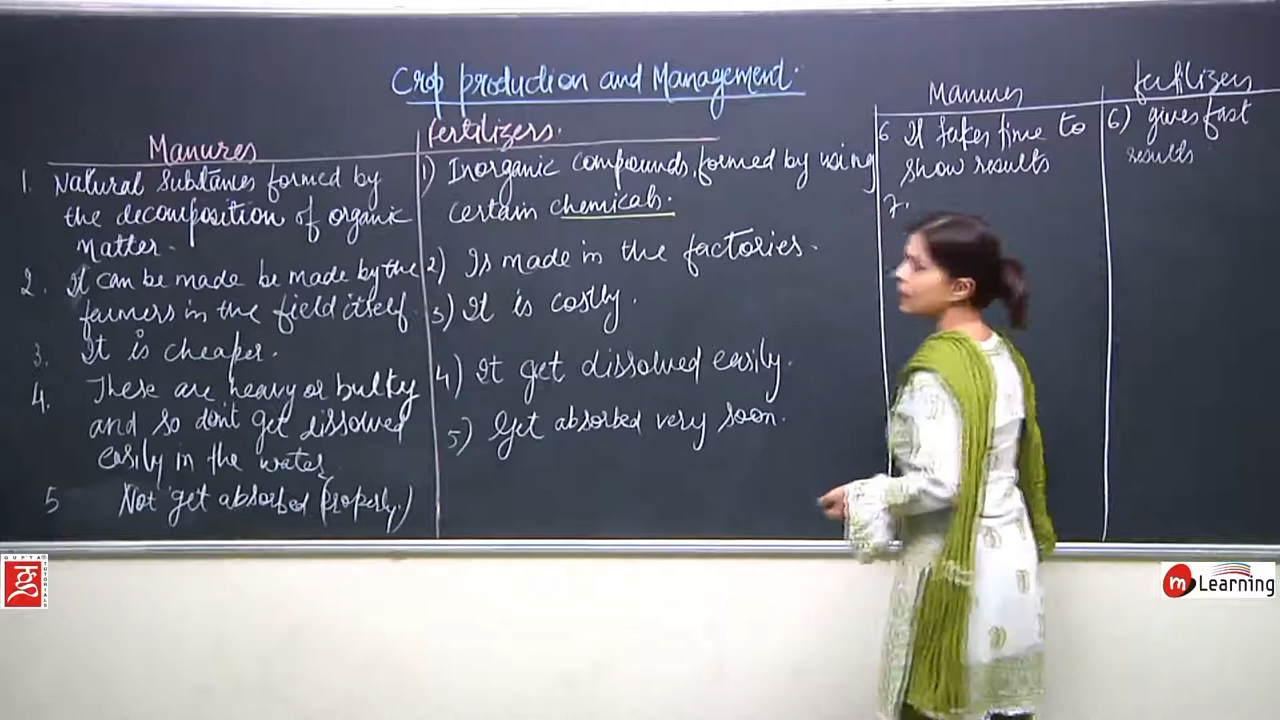 Crop production and Management.
Manures
1. Natural Substances formed by
the decomposition of organic
Matter.
2. It can be made be made by the
farmers in the field itself.
3. It is cheaper.
4. These are heavy or bulky
and so don't get dissolved
easily in the water
5 Not get absorbed (properly.)
fertilizers.
1) Inorganic compounds, formed by using
certain chemicals.
2) Is made in the factories.
3) It is costly.
4) It get dissolved easily.
5) Get absorbed very soon.
Manures
6 It takes time to
show results
7.
fertilizers
6) gives fast
results
GUPTA TUTORIALS
m Learning